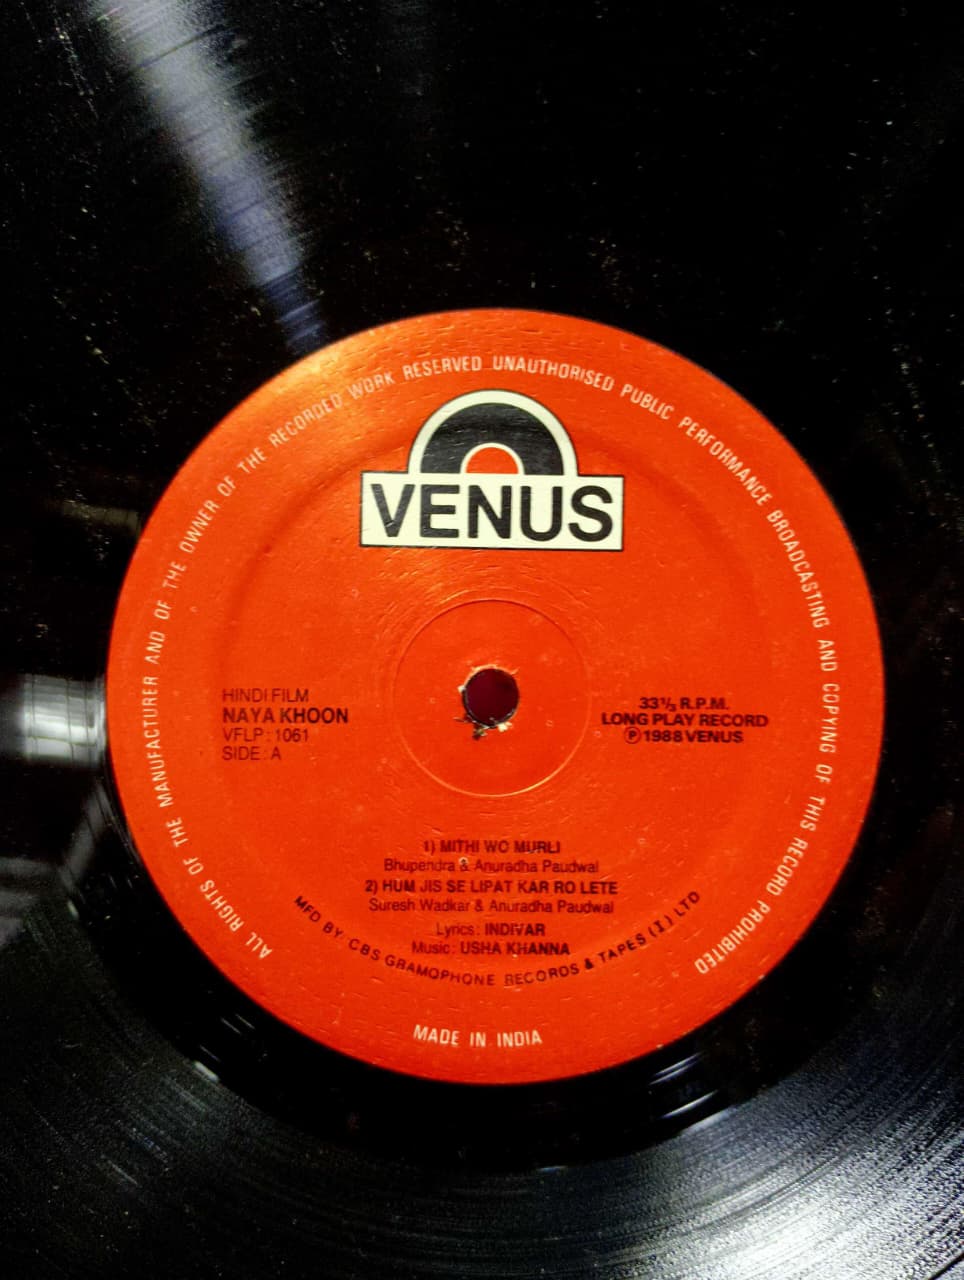 ALL RIGHTS OF THE MANUFACTURER AND OF THE OWNER OF THE RECORDED WORK RESERVED UNAUTHORISED PUBLIC PERFORMANCE BROADCASTING AND COPYING OF THIS RECORD PROHIBITED
VENUS
HINDI FILM
NAYA KHOON
VFLP : 1061
SIDE : A
33⅓ R.P.M.
LONG PLAY RECORD
Ⓟ 1988 VENUS
1) MITHI WO MURLI
Bhupendra & Anuradha Paudwal
2) HUM JIS SE LIPAT KAR RO LETE
Suresh Wadkar & Anuradha Paudwal
Lyrics : INDIVAR
Music : USHA KHANNA
MFD BY : CBS GRAMOPHONE RECORDS & TAPES (I) LTD
MADE IN INDIA